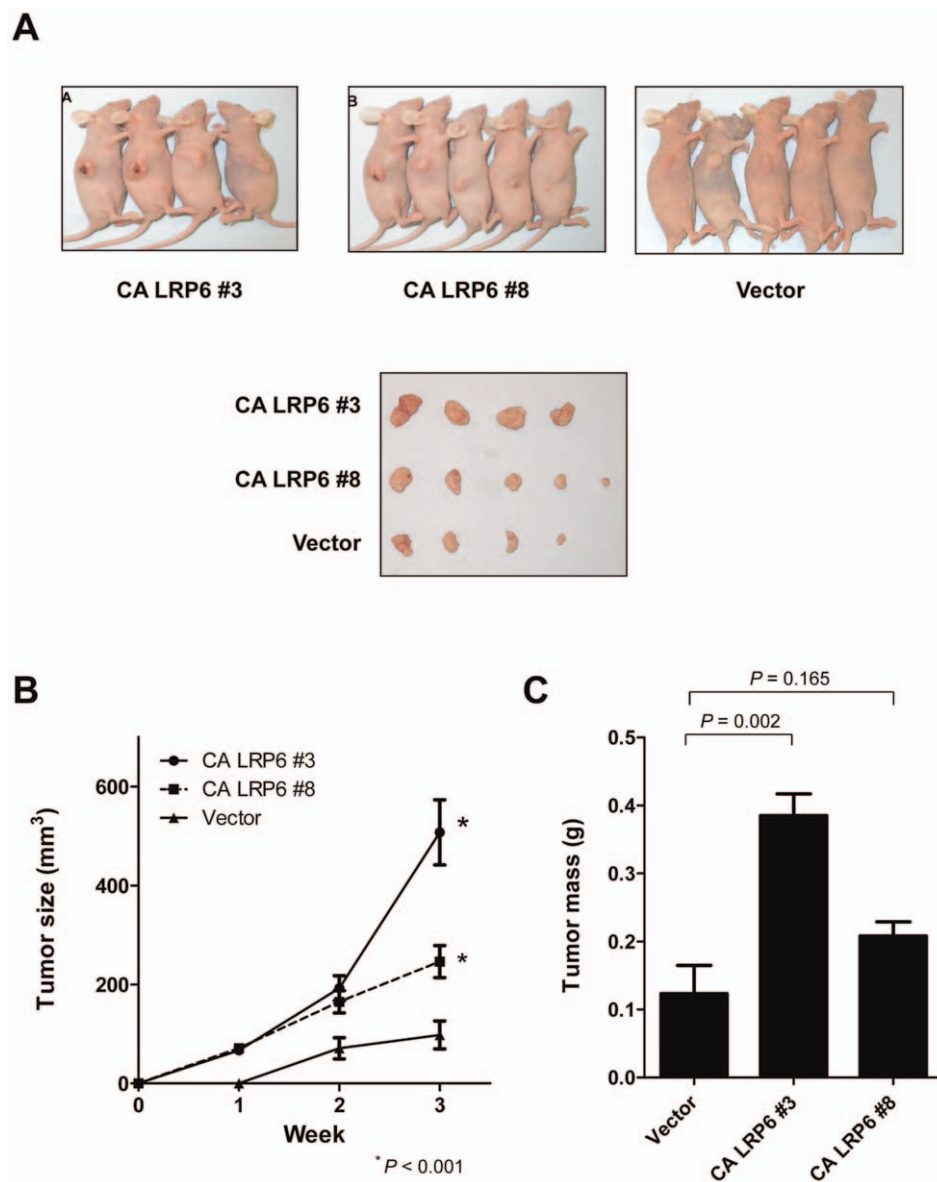 A
A
B
CA LRP6 #3
CA LRP6 #8
Vector
CA LRP6 #3
CA LRP6 #8
Vector
B
CA LRP6 #3
CA LRP6 #8
Vector
Tumor size (mm³)
600
400
200
0
*
*
0 1 2 3
Week
* P < 0.001
C
P = 0.165
P = 0.002
Tumor mass (g)
0.5
0.4
0.3
0.2
0.1
0.0
Vector
CA LRP6 #3
CA LRP6 #8